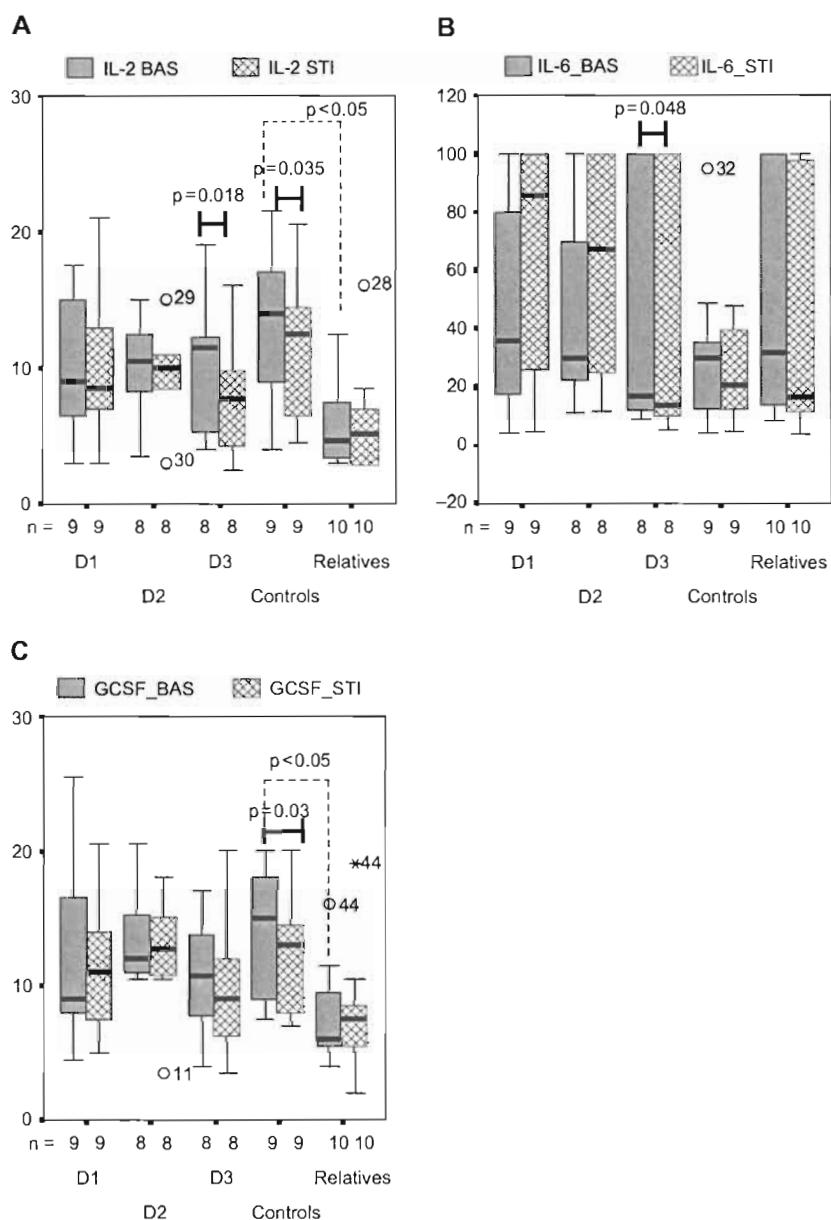 A
IL-2 BAS IL-2 STI
30
20
10
0
p<0.05
p=0.035
p=0.018
28
29
30
n = 9 9 8 8 8 8 9 9 10 10
D1 D3 Relatives
D2 Controls
B
IL-6_BAS IL-6_STI
120
100
80
60
40
20
0
–20
p=0.048
32
n = 9 9 8 8 8 8 9 9 10 10
D1 D3 Relatives
D2 Controls
C
GCSF_BAS GCSF_STI
30
20
10
0
p<0.05
p=0.03
44
44
11
n = 9 9 8 8 8 8 9 9 10 10
D1 D3 Relatives
D2 Controls